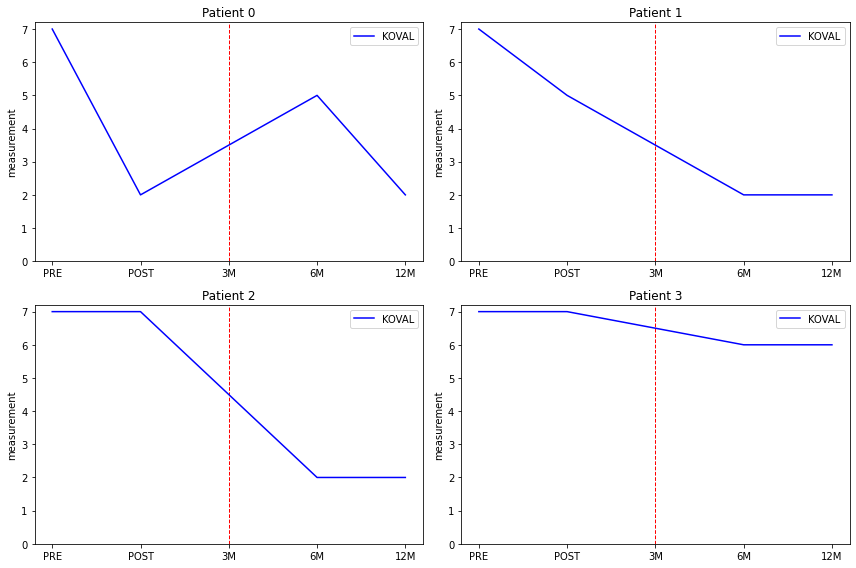 Patient 0
KOVAL
measurement
7
6
5
4
3
2
1
0
PRE POST 3M 6M 12M
Patient 1
KOVAL
measurement
7
6
5
4
3
2
1
0
PRE POST 3M 6M 12M
Patient 2
KOVAL
measurement
7
6
5
4
3
2
1
0
PRE POST 3M 6M 12M
Patient 3
KOVAL
measurement
7
6
5
4
3
2
1
0
PRE POST 3M 6M 12M